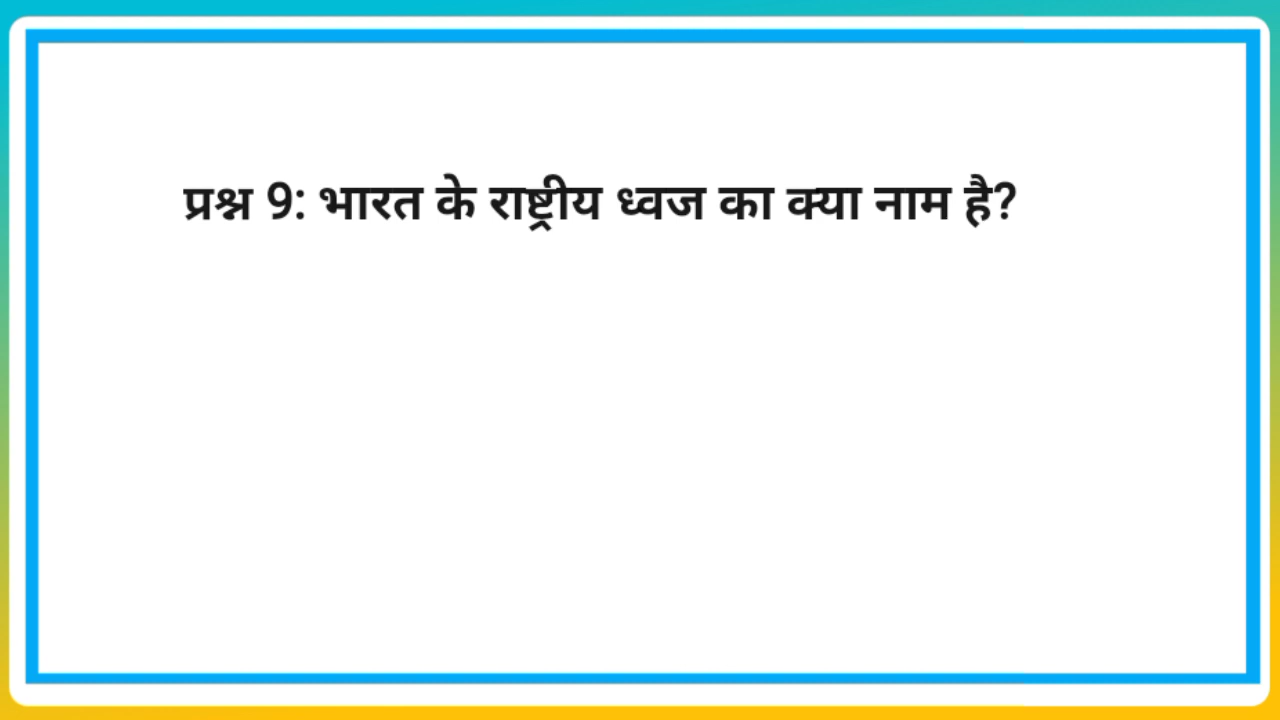 प्रश्न 9: भारत के राष्ट्रीय ध्वज का क्या नाम है?